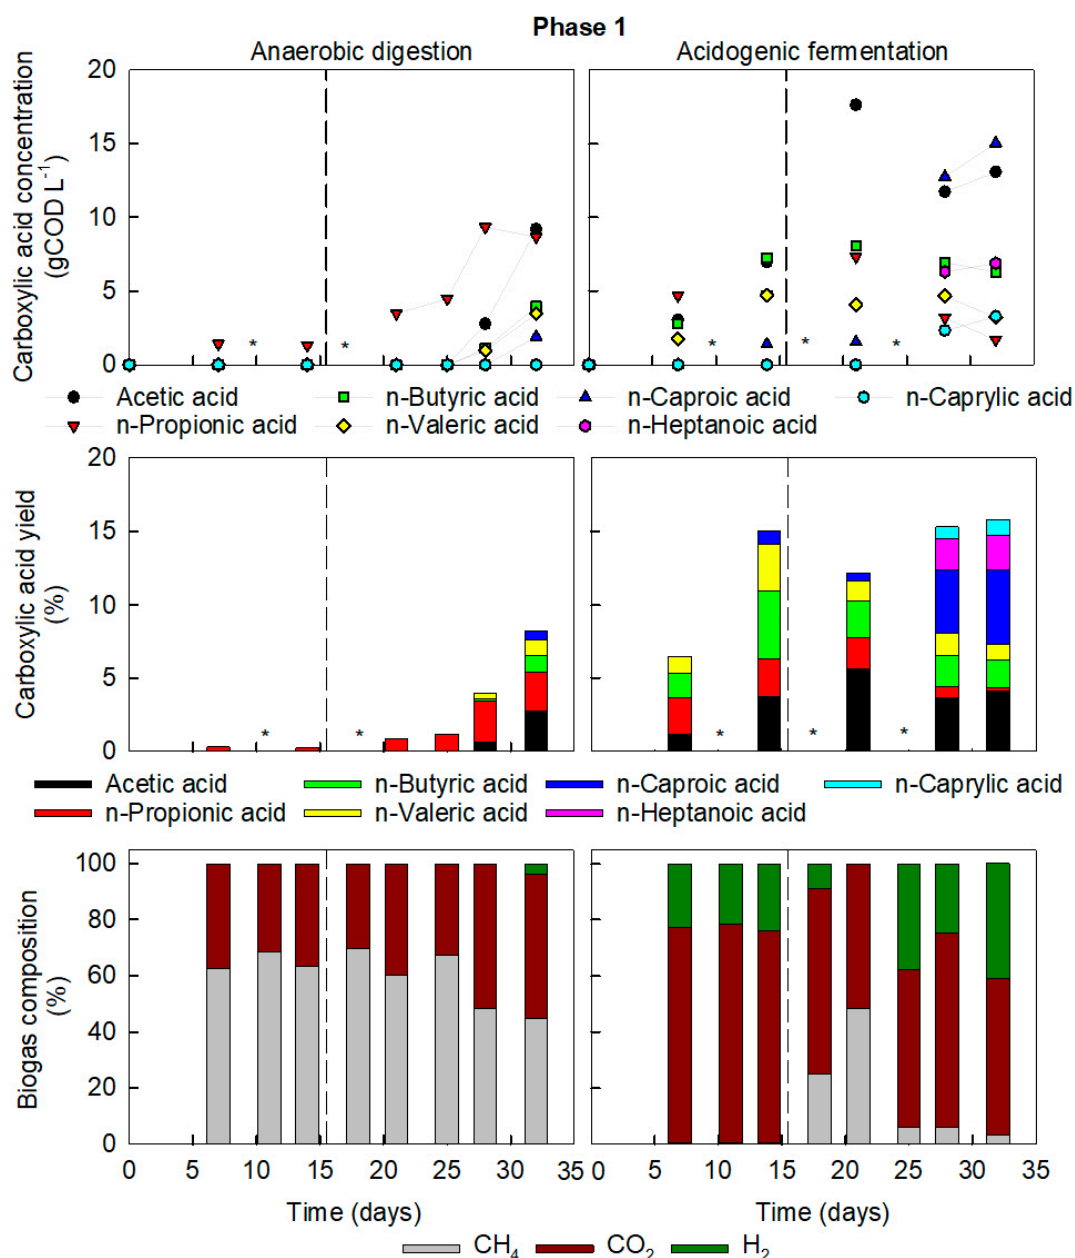 Phase 1
Anaerobic digestion Acidogenic fermentation
Carboxylic acid concentration
(gCOD L⁻¹)
20
15
10
5
0
* * * * *
Acetic acid n-Butyric acid n-Caproic acid n-Caprylic acid
n-Propionic acid n-Valeric acid n-Heptanoic acid
Carboxylic acid yield
(%)
20
15
10
5
0
* * * * *
Acetic acid n-Butyric acid n-Caproic acid n-Caprylic acid
n-Propionic acid n-Valeric acid n-Heptanoic acid
Biogas composition
(%)
100
80
60
40
20
0
0 5 10 15 20 25 30 35 0 5 10 15 20 25 30 35
Time (days) Time (days)
CH₄ CO₂ H₂